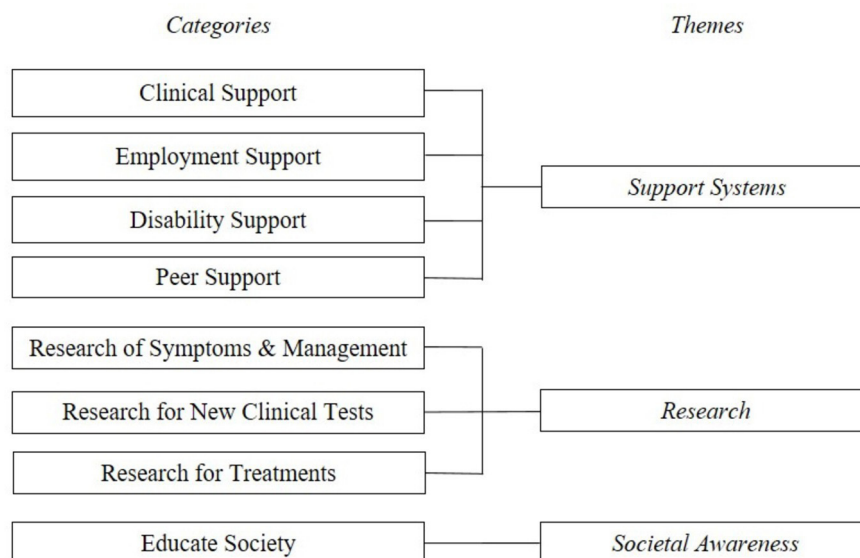 Categories
Themes
Clinical Support
Employment Support
Support Systems
Disability Support
Peer Support
Research of Symptoms & Management
Research for New Clinical Tests
Research
Research for Treatments
Educate Society
Societal Awareness